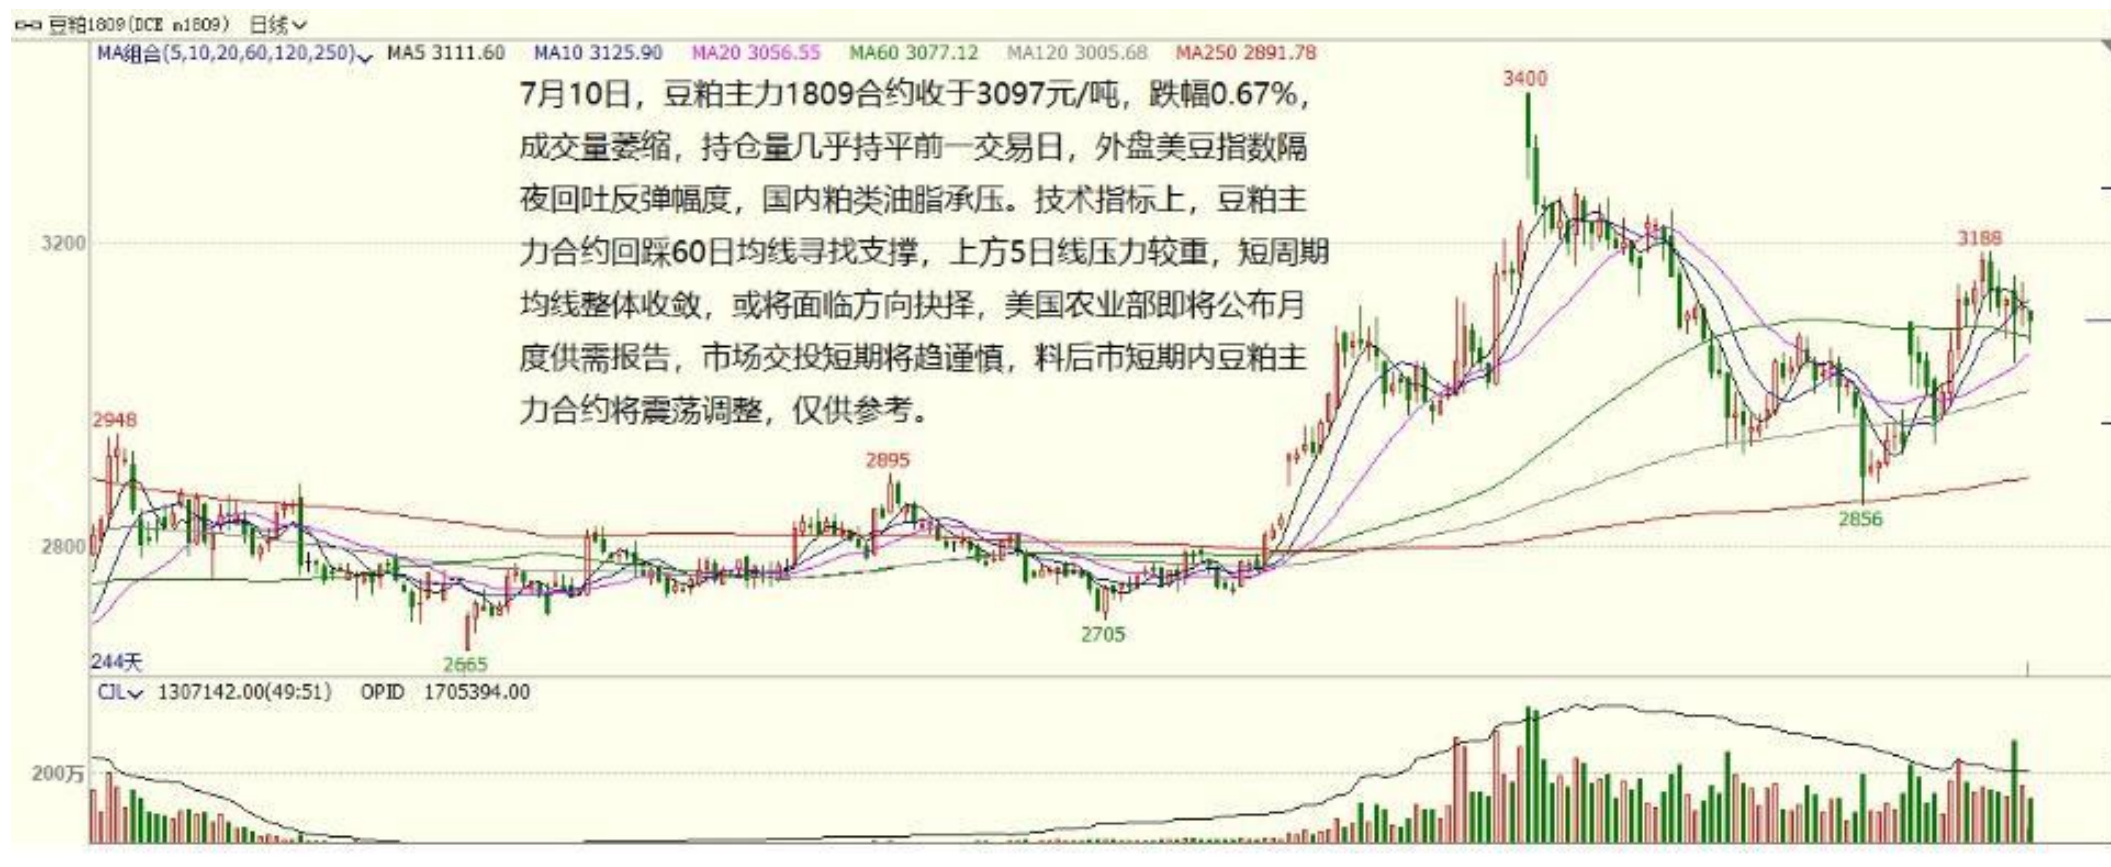 豆粕1809(DCE m1809) 日线
MA组合(5,10,20,60,120,250) MA5 3111.60 MA10 3125.90 MA20 3056.55 MA60 3077.12 MA120 3005.68 MA250 2891.78
7月10日，豆粕主力1809合约收于3097元/吨，跌幅0.67%，
成交量萎缩，持仓量几乎持平前一交易日，外盘美豆指数隔
夜回吐反弹幅度，国内粕类油脂承压。技术指标上，豆粕主
力合约回踩60日均线寻找支撑，上方5日线压力较重，短周期
均线整体收敛，或将面临方向抉择，美国农业部即将公布月
度供需报告，市场交投短期将趋谨慎，料后市短期内豆粕主
力合约将震荡调整，仅供参考。
3400
3200
3188
2948
2895
2800
2856
2705
2665
244天
CJL 1307142.00(49:51) OPID 1705394.00
200万